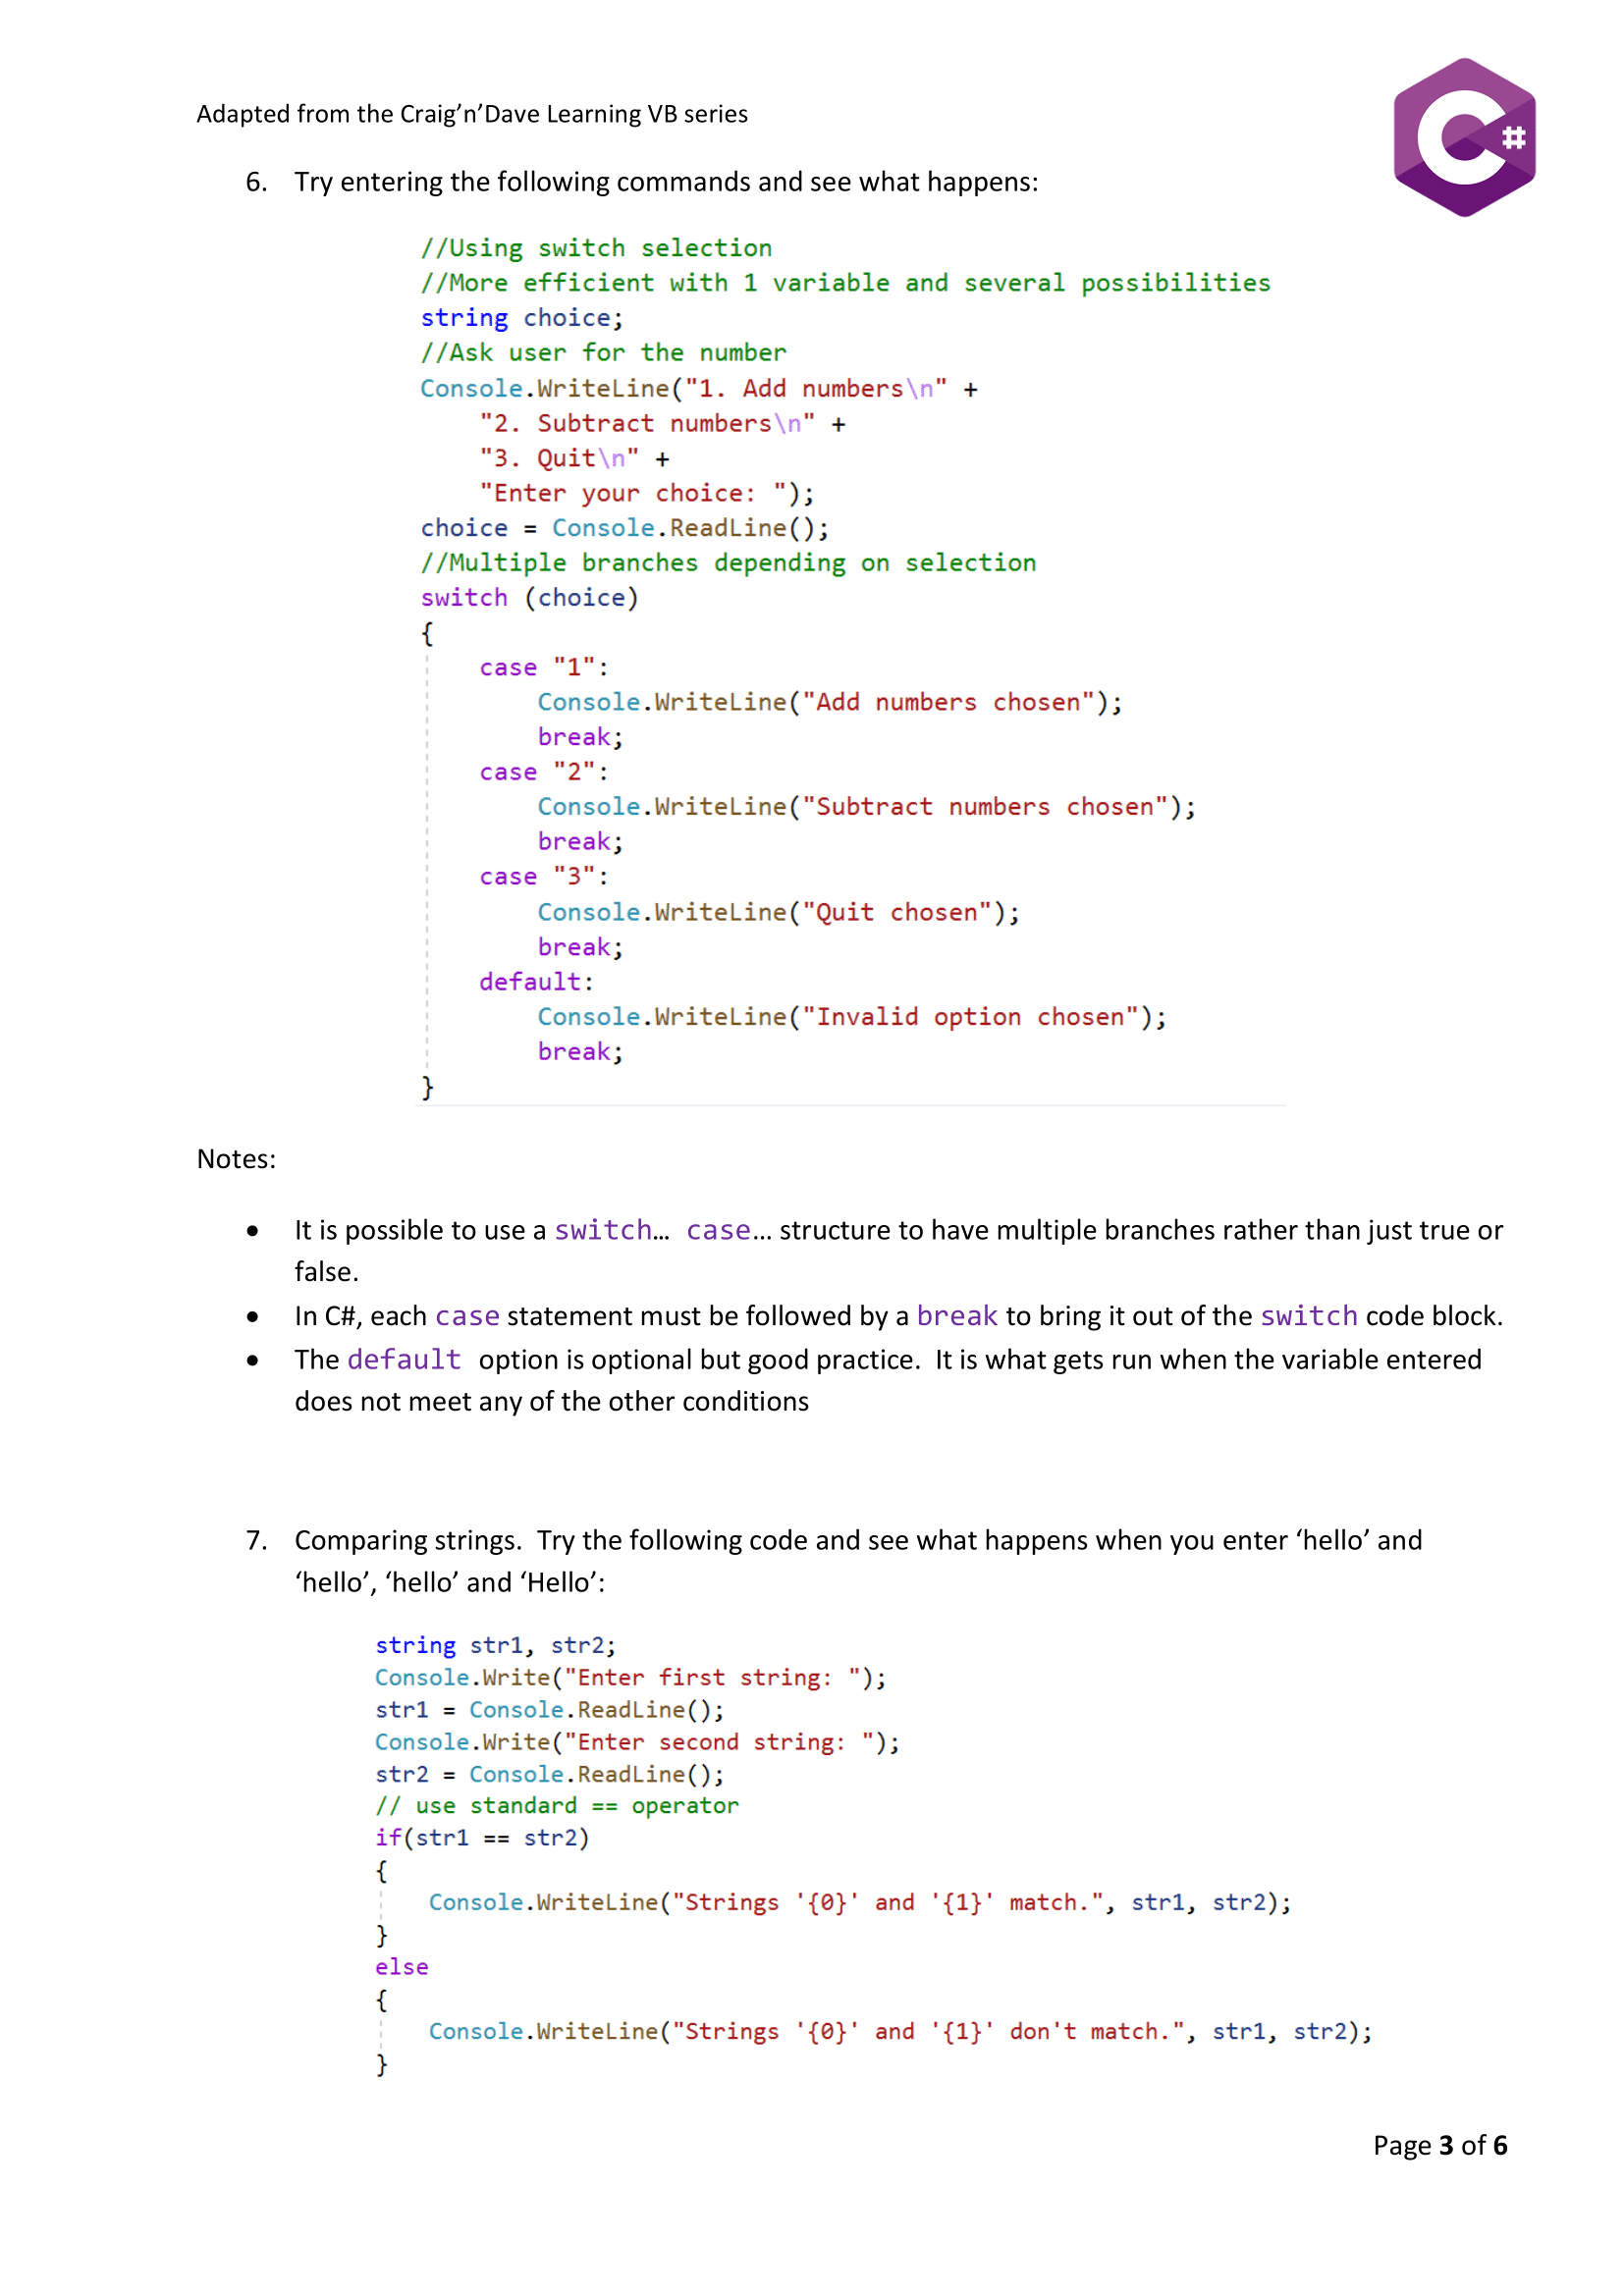 Adapted from the Craig’n’Dave Learning VB series
C#
6. Try entering the following commands and see what happens:
//Using switch selection
//More efficient with 1 variable and several possibilities
string choice;
//Ask user for the number
Console.WriteLine("1. Add numbers\n" +
    "2. Subtract numbers\n" +
    "3. Quit\n" +
    "Enter your choice: ");
choice = Console.ReadLine();
//Multiple branches depending on selection
switch (choice)
{
    case "1":
        Console.WriteLine("Add numbers chosen");
        break;
    case "2":
        Console.WriteLine("Subtract numbers chosen");
        break;
    case "3":
        Console.WriteLine("Quit chosen");
        break;
    default:
        Console.WriteLine("Invalid option chosen");
        break;
}
Notes:
• It is possible to use a switch… case… structure to have multiple branches rather than just true or
false.
• In C#, each case statement must be followed by a break to bring it out of the switch code block.
• The default option is optional but good practice.  It is what gets run when the variable entered
does not meet any of the other conditions
7. Comparing strings.  Try the following code and see what happens when you enter ‘hello’ and
‘hello’, ‘hello’ and ‘Hello’:
string str1, str2;
Console.Write("Enter first string: ");
str1 = Console.ReadLine();
Console.Write("Enter second string: ");
str2 = Console.ReadLine();
// use standard == operator
if(str1 == str2)
{
    Console.WriteLine("Strings '{0}' and '{1}' match.", str1, str2);
}
else
{
    Console.WriteLine("Strings '{0}' and '{1}' don't match.", str1, str2);
}
Page 3 of 6